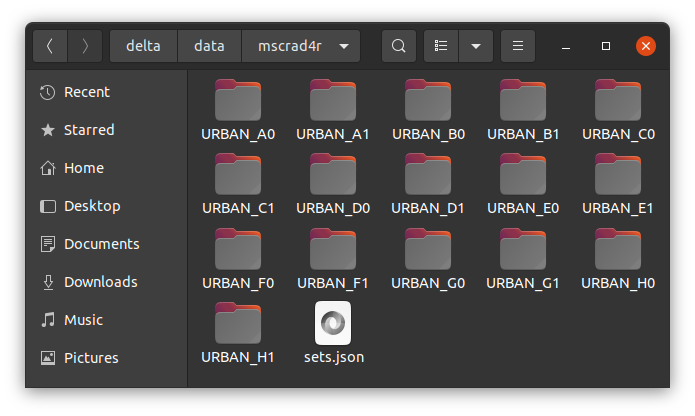 delta data mscrad4r
Recent
Starred
Home
Desktop
Documents
Downloads
Music
Pictures
URBAN_A0 URBAN_A1 URBAN_B0 URBAN_B1 URBAN_C0
URBAN_C1 URBAN_D0 URBAN_D1 URBAN_E0 URBAN_E1
URBAN_F0 URBAN_F1 URBAN_G0 URBAN_G1 URBAN_H0
URBAN_H1 sets.json